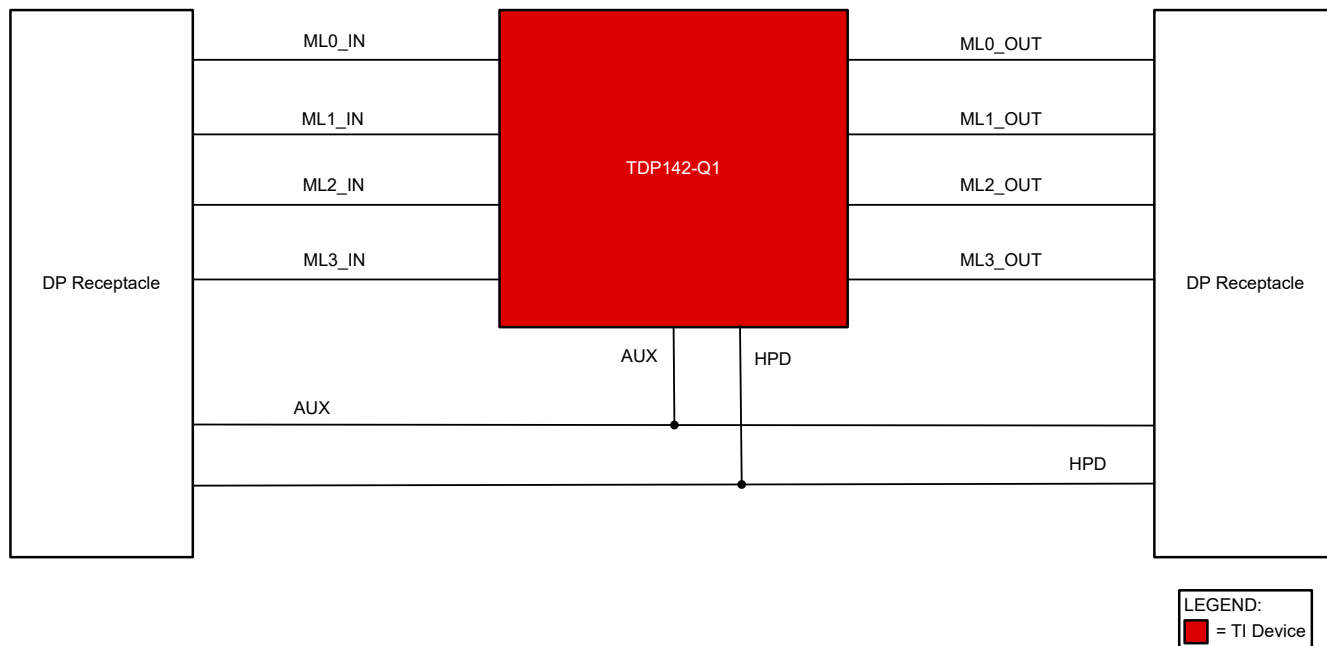 ML0_IN
ML0_OUT
ML1_IN
ML1_OUT
TDP142-Q1
ML2_IN
ML2_OUT
ML3_IN
ML3_OUT
DP Receptacle
DP Receptacle
AUX
HPD
AUX
HPD
LEGEND:
= TI Device